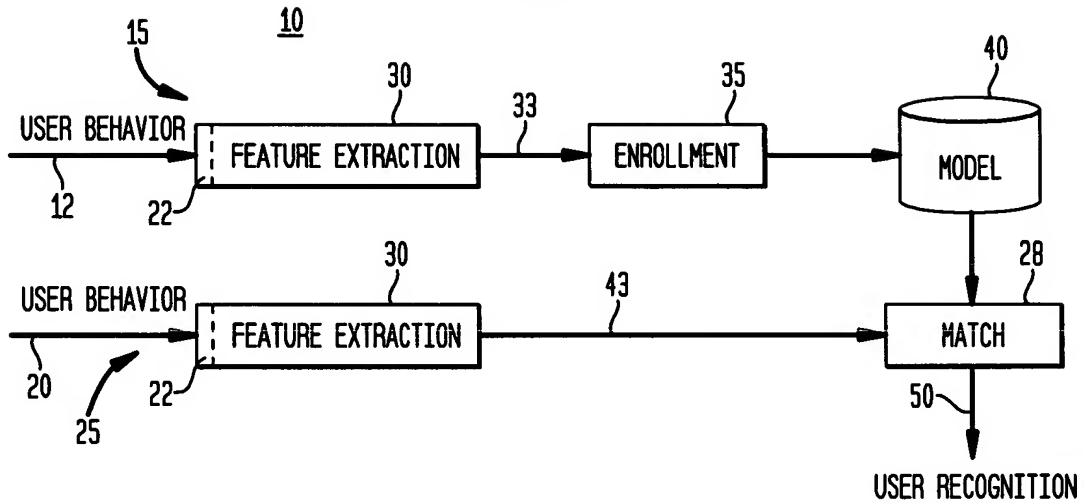 10
15
30
35
40
USER BEHAVIOR
FEATURE EXTRACTION
33
ENROLLMENT
MODEL
12
22
30
43
28
USER BEHAVIOR
FEATURE EXTRACTION
MATCH
20
25
22
50
USER RECOGNITION